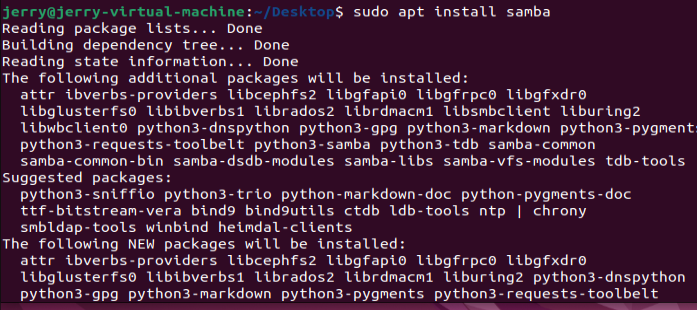 jerry@jerry-virtual-machine:~/Desktop$ sudo apt install samba
Reading package lists... Done
Building dependency tree... Done
Reading state information... Done
The following additional packages will be installed:
  attr ibverbs-providers libcephfs2 libgfapi0 libgfrpc0 libgfxdr0
  libglusterfs0 libibverbs1 librados2 librdmacm1 libsmbclient liburing2
  libwbclient0 python3-dnspython python3-gpg python3-markdown python3-pygments
  python3-requests-toolbelt python3-samba python3-tdb samba-common
  samba-common-bin samba-dsdb-modules samba-libs samba-vfs-modules tdb-tools
Suggested packages:
  python3-sniffio python3-trio python-markdown-doc python-pygments-doc
  ttf-bitstream-vera bind9 bind9utils ctdb ldb-tools ntp | chrony
  smbldap-tools winbind heimdal-clients
The following NEW packages will be installed:
  attr ibverbs-providers libcephfs2 libgfapi0 libgfrpc0 libgfxdr0
  libglusterfs0 libibverbs1 librados2 librdmacm1 liburing2 python3-dnspython
  python3-gpg python3-markdown python3-pygments python3-requests-toolbelt